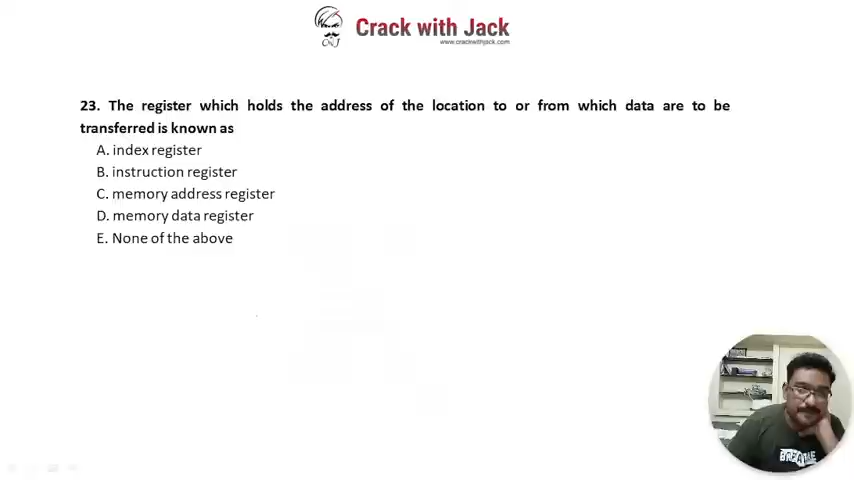 CWJ
Crack with Jack
www.crackwithjack.com
23. The register which holds the address of the location to or from which data are to be
transferred is known as
A. index register
B. instruction register
C. memory address register
D. memory data register
E. None of the above
BREATHE